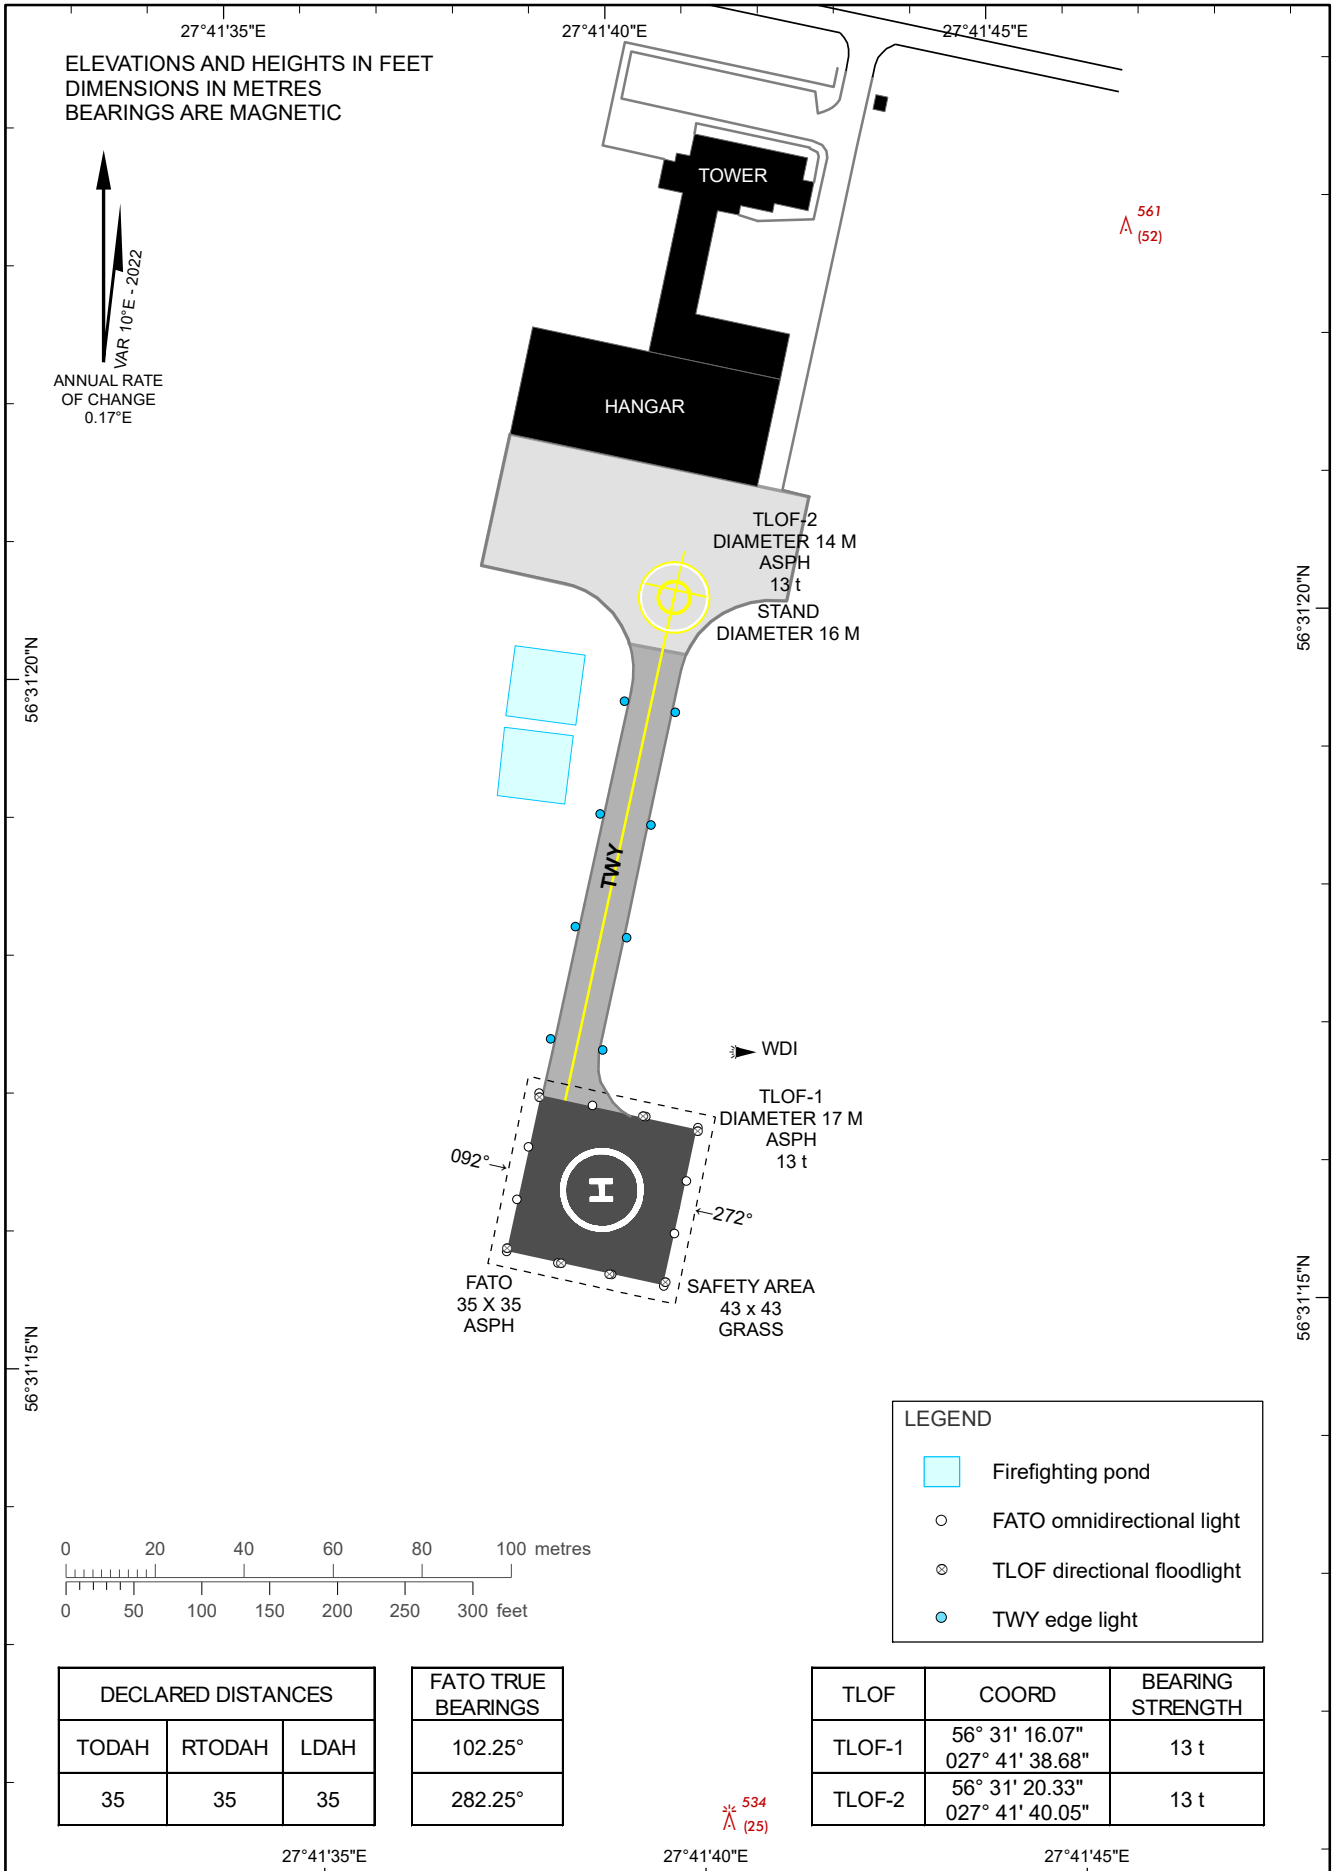 27°41'35"E
27°41'40"E
27°41'45"E
ELEVATIONS AND HEIGHTS IN FEET
DIMENSIONS IN METRES
BEARINGS ARE MAGNETIC
VAR 10°E - 2022
ANNUAL RATE
OF CHANGE
0.17°E
TOWER
561
(52)
HANGAR
TLOF-2
DIAMETER 14 M
ASPH
13 t
STAND
DIAMETER 16 M
56°31'20"N
56°31'20"N
TWY
WDI
TLOF-1
DIAMETER 17 M
ASPH
13 t
092°→
H
←272°
FATO
35 X 35
ASPH
SAFETY AREA
43 x 43
GRASS
56°31'15"N
56°31'15"N
LEGEND
Firefighting pond
FATO omnidirectional light
TLOF directional floodlight
TWY edge light
0 20 40 60 80 100 metres
0 50 100 150 200 250 300 feet
DECLARED DISTANCES
TODAH RTODAH LDAH
35 35 35
FATO TRUE
BEARINGS
102.25°
282.25°
TLOF COORD BEARING
STRENGTH
TLOF-1 56° 31' 16.07"
027° 41' 38.68" 13 t
TLOF-2 56° 31' 20.33"
027° 41' 40.05" 13 t
534
(25)
27°41'35"E
27°41'40"E
27°41'45"E